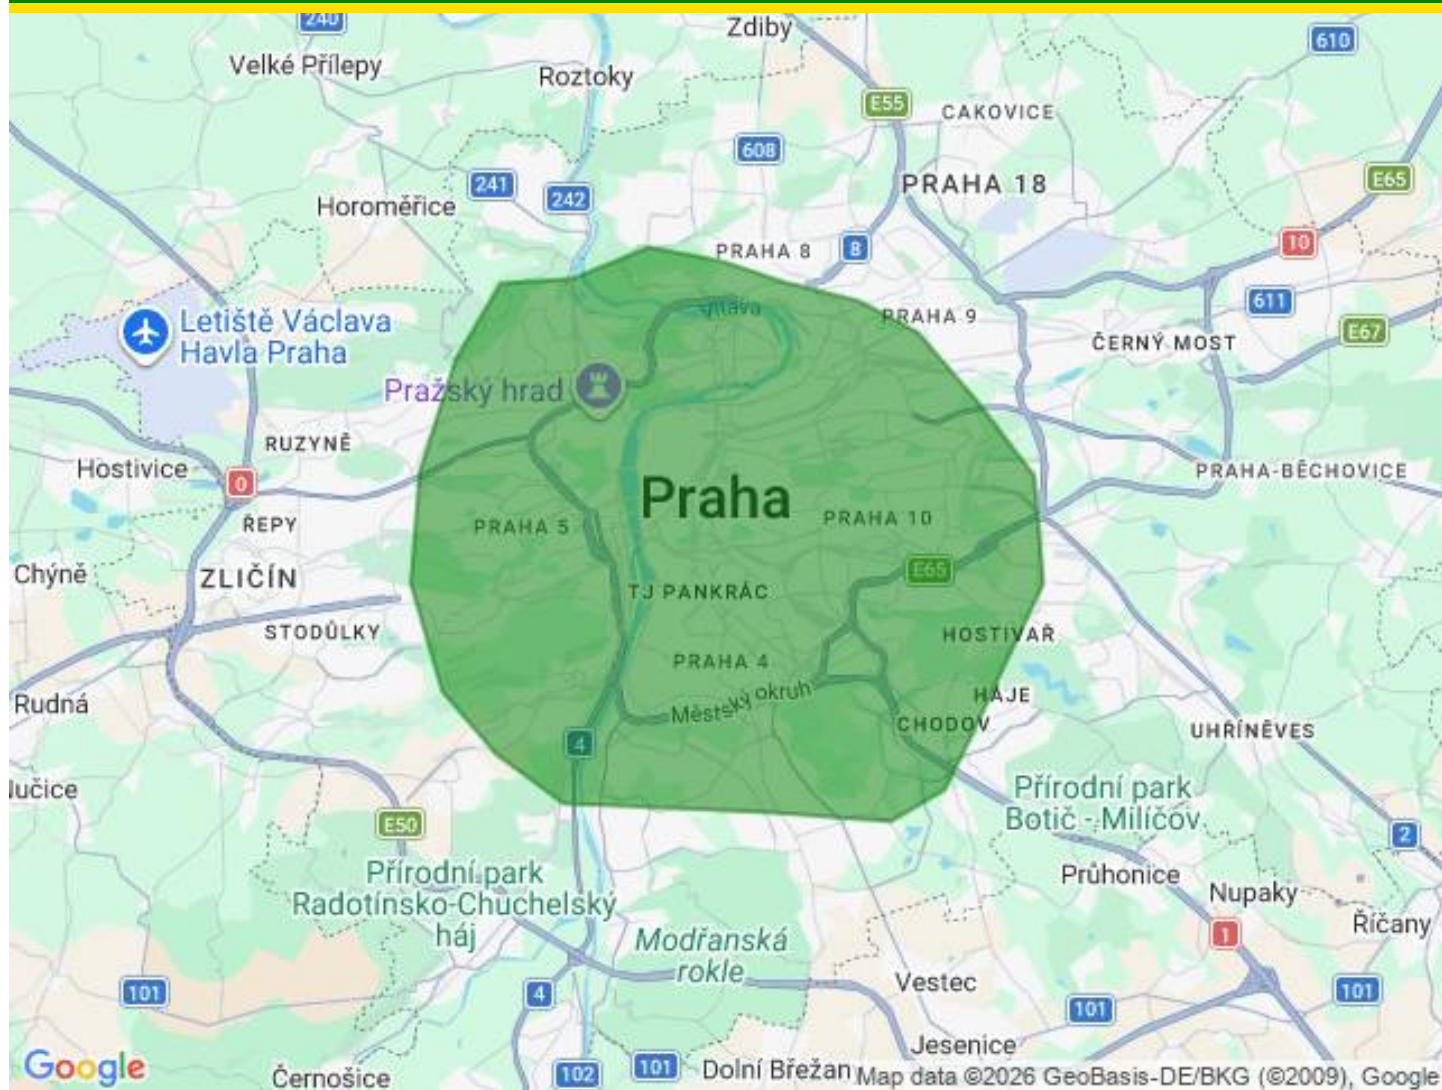 240
Zdiby
610
Velké Přílepy
Roztoky
E55
CAKOVICE
608
241
242
PRAHA 18
E65
Horoměřice
PRAHA 8
8
10
Vltava
611
Letiště Václava
Havla Praha
PRAHA 9
E67
ČERNÝ MOST
Pražský hrad
RUZYNĚ
Hostivice
0
PRAHA-BĚCHOVICE
Praha
ŘEPY
PRAHA 5
PRAHA 10
Chýně
ZLIČÍN
E65
TJ PANKRÁC
STODŮLKY
HOSTIVAŘ
PRAHA 4
Rudná
Městský okruh
HÁJE
CHODOV
4
UHŘÍNĚVES
lučice
Přírodní park
Botič - Milíčov
E50
2
Přírodní park
Radotínsko-Chuchelský
háj
Průhonice
Nupaky
Modřanská
rokle
1
Říčany
101
4
Vestec
101
101
Google
Černošice
102
101
Dolní Břežan
Jesenice
Map data ©2026 GeoBasis-DE/BKG (©2009), Google